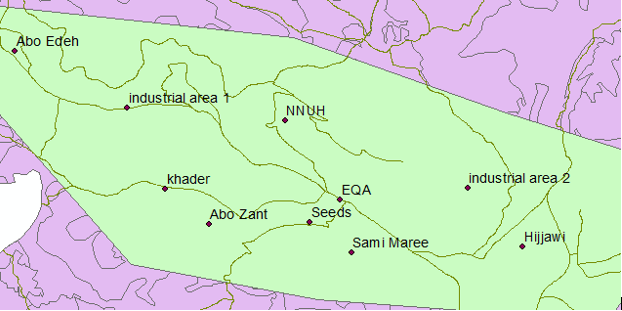 Abo Edeh
industrial area 1
NNUH
khader
industrial area 2
EQA
Abo Zant
Seeds
Hijjawi
Sami Maree